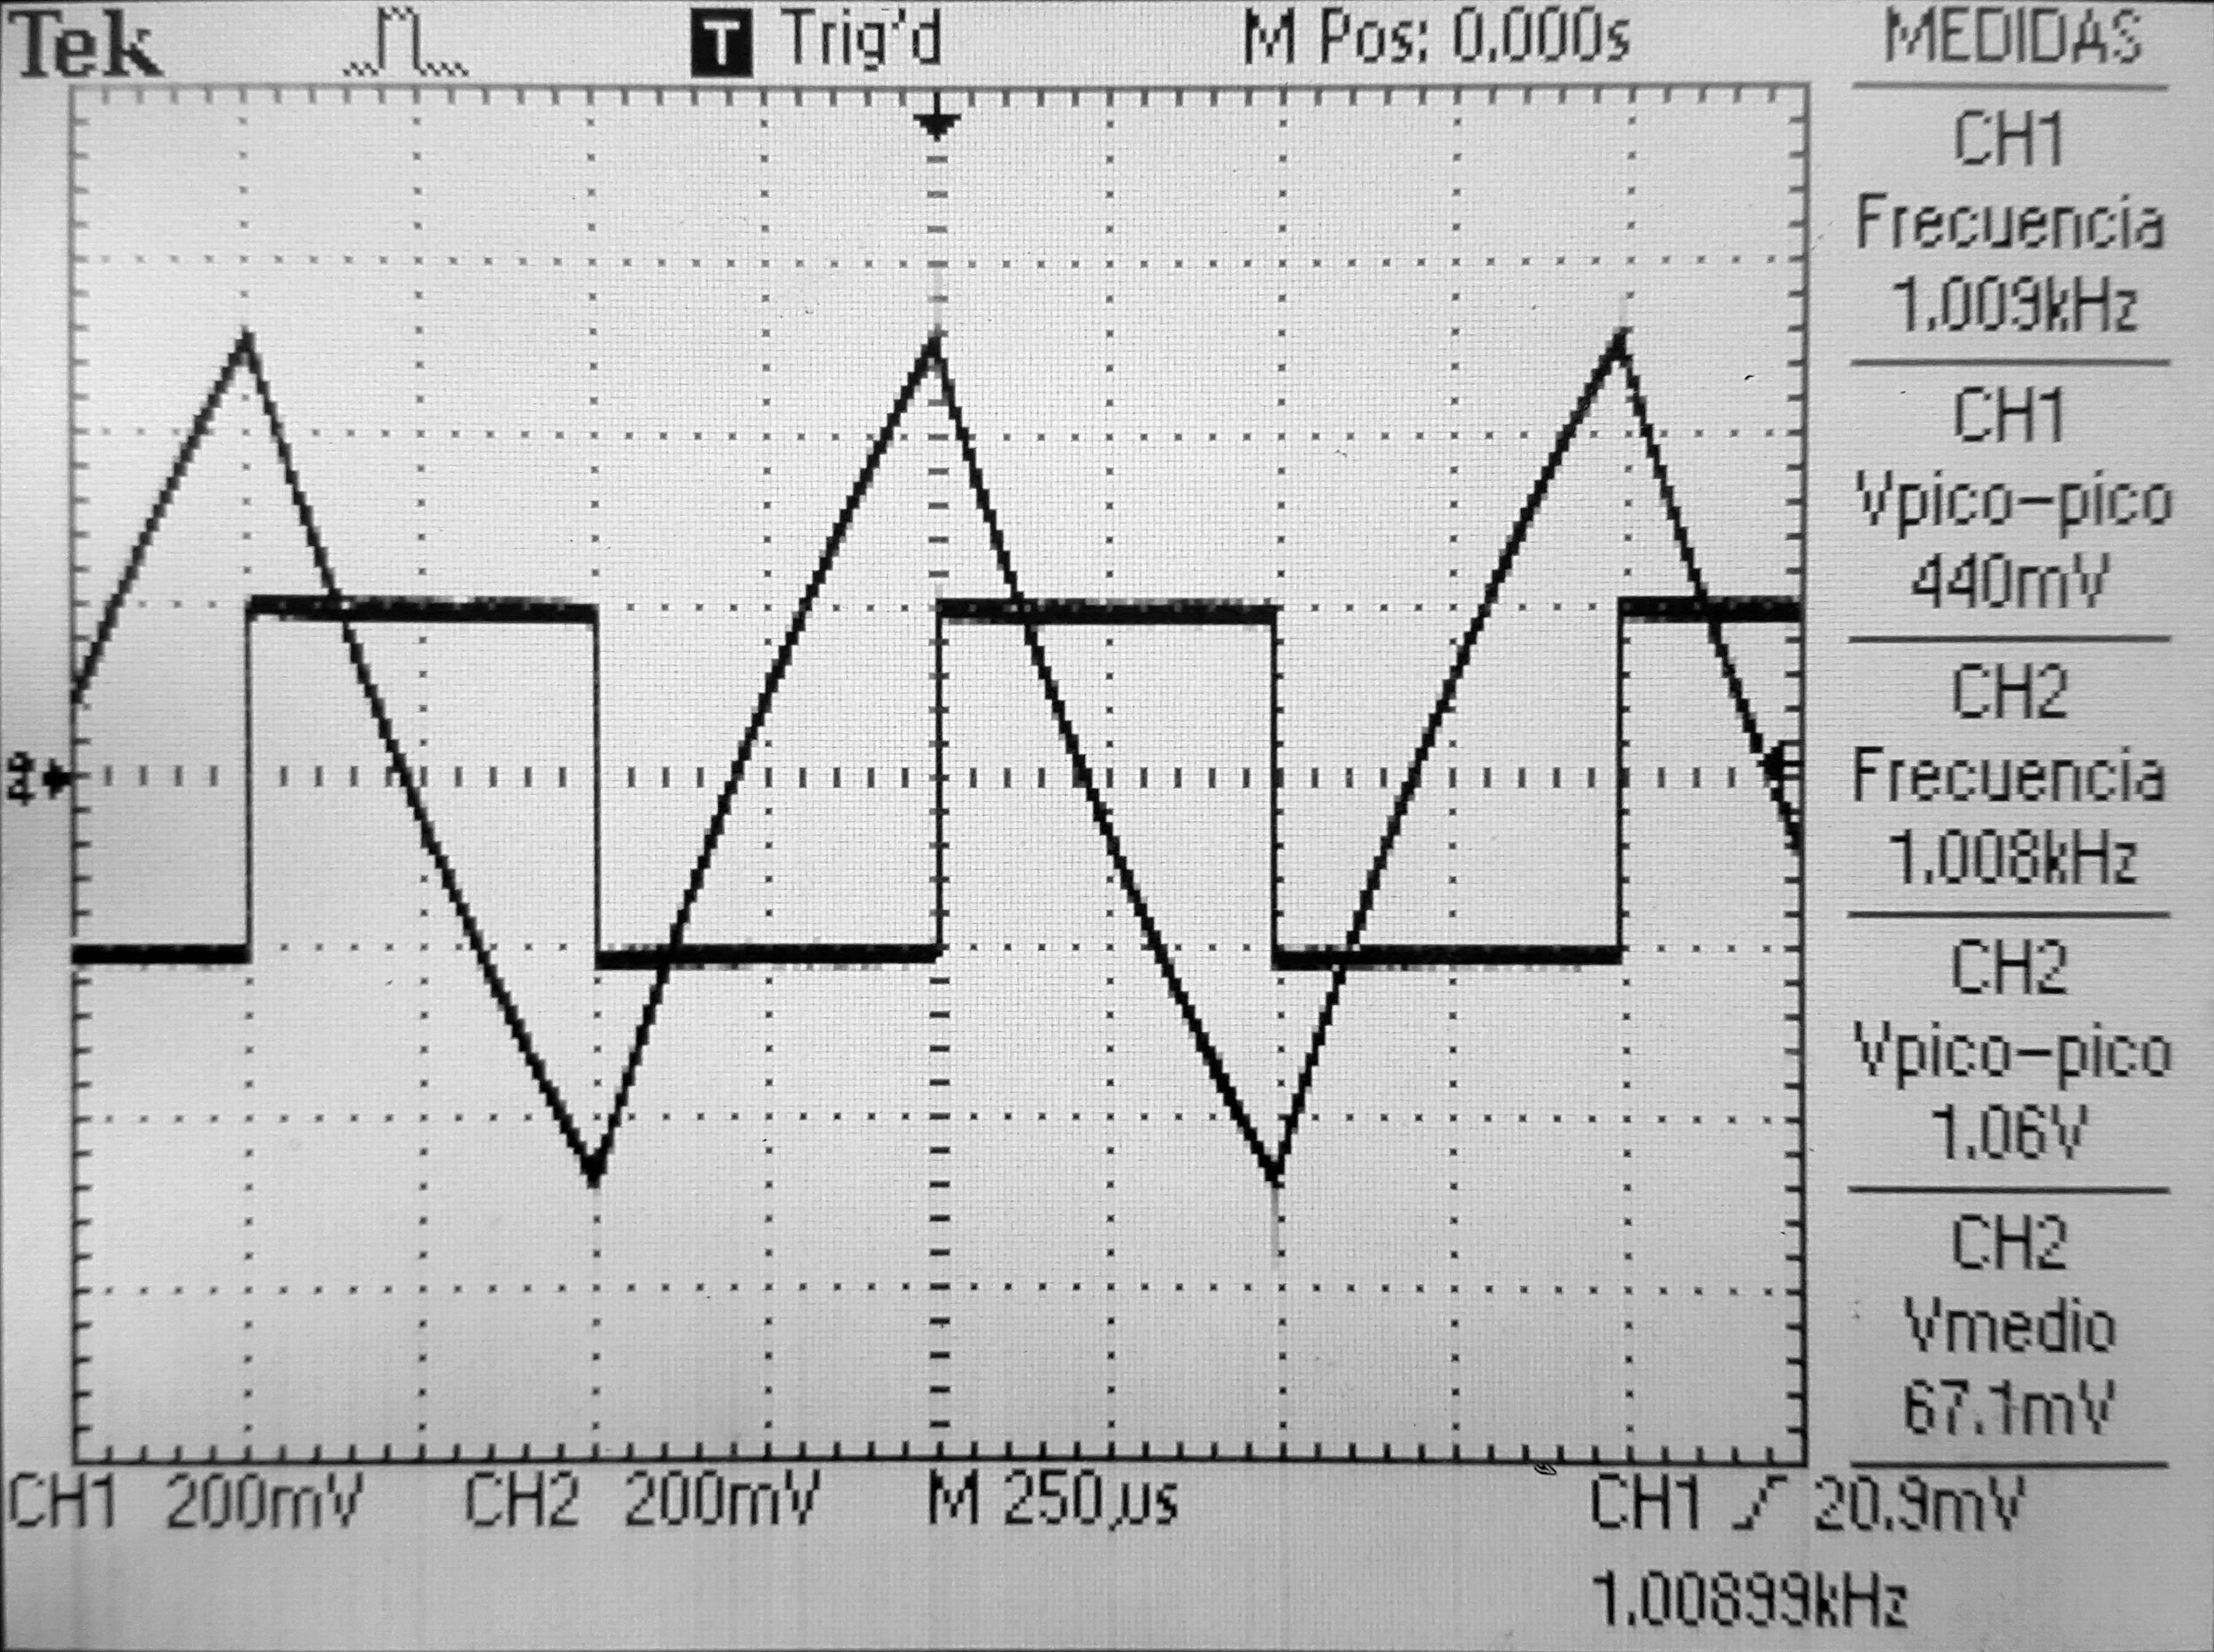 Tek T Trig'd M Pos: 0.000s MEDIDAS
CH1
Frecuencia
1.009kHz
CH1
Vpico-pico
440mV
CH2
Frecuencia
1.008kHz
CH2
Vpico-pico
1.06V
CH2
Vmedio
67.1mV
CH1 200mV CH2 200mV M 250µs CH1 20.9mV
1.00899kHz